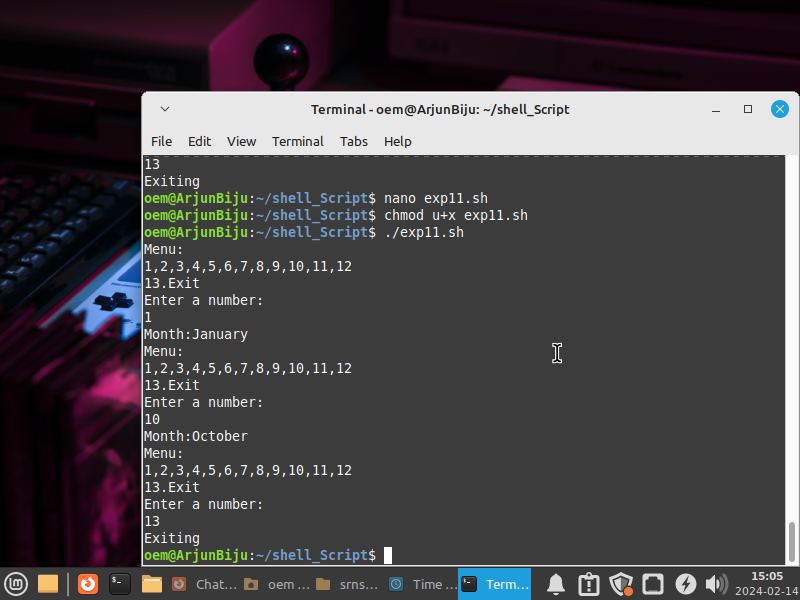 Terminal - oem@ArjunBiju: ~/shell_Script
File Edit View Terminal Tabs Help
13
Exiting
oem@ArjunBiju:~/shell_Script$ nano exp11.sh
oem@ArjunBiju:~/shell_Script$ chmod u+x exp11.sh
oem@ArjunBiju:~/shell_Script$ ./exp11.sh
Menu:
1,2,3,4,5,6,7,8,9,10,11,12
13.Exit
Enter a number:
1
Month:January
Menu:
1,2,3,4,5,6,7,8,9,10,11,12
13.Exit
Enter a number:
10
Month:October
Menu:
1,2,3,4,5,6,7,8,9,10,11,12
13.Exit
Enter a number:
13
Exiting
oem@ArjunBiju:~/shell_Script$
Chat... oem ... srns... Time ... Term...
15:05
2024-02-14